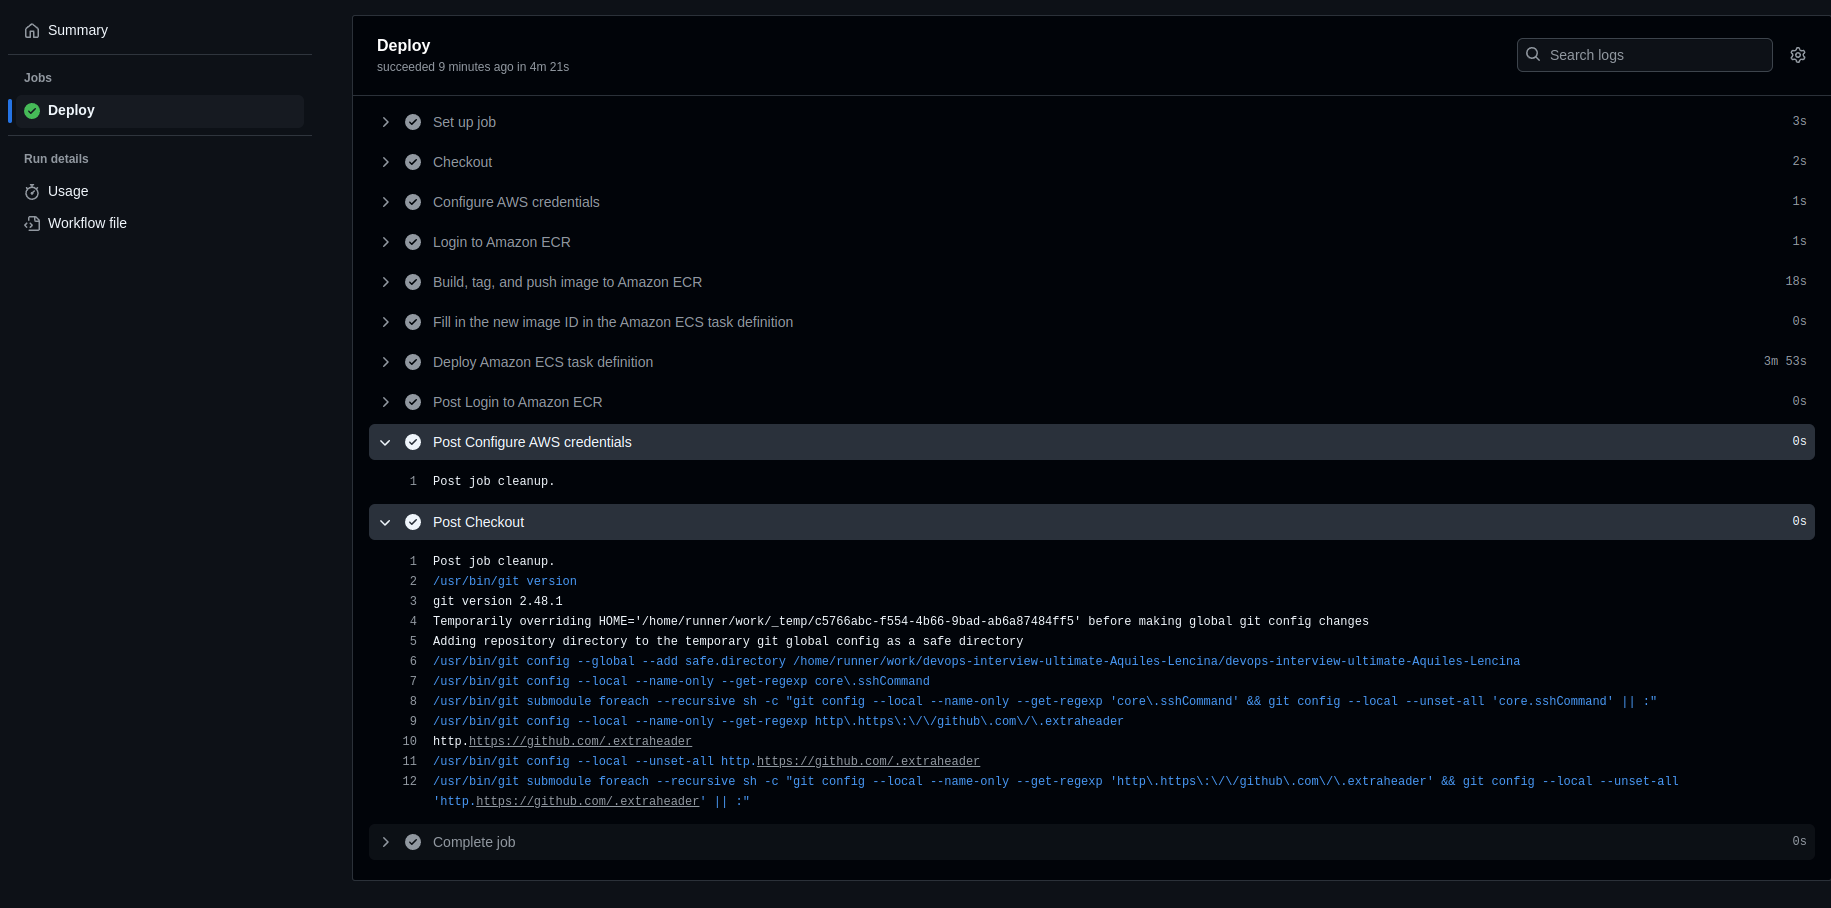 Summary
Jobs
Deploy
Run details
Usage
Workflow file
Deploy
succeeded 9 minutes ago in 4m 21s
Search logs
Set up job 3s
Checkout 2s
Configure AWS credentials 1s
Login to Amazon ECR 1s
Build, tag, and push image to Amazon ECR 18s
Fill in the new image ID in the Amazon ECS task definition 0s
Deploy Amazon ECS task definition 3m 53s
Post Login to Amazon ECR 0s
Post Configure AWS credentials 0s
1 Post job cleanup.
Post Checkout 0s
1 Post job cleanup.
2 /usr/bin/git version
3 git version 2.48.1
4 Temporarily overriding HOME='/home/runner/work/_temp/c5766abc-f554-4b66-9bad-ab6a87484ff5' before making global git config changes
5 Adding repository directory to the temporary git global config as a safe directory
6 /usr/bin/git config --global --add safe.directory /home/runner/work/devops-interview-ultimate-Aquiles-Lencina/devops-interview-ultimate-Aquiles-Lencina
7 /usr/bin/git config --local --name-only --get-regexp core\.sshCommand
8 /usr/bin/git submodule foreach --recursive sh -c "git config --local --name-only --get-regexp 'core\.sshCommand' && git config --local --unset-all 'core.sshCommand' || :"
9 /usr/bin/git config --local --name-only --get-regexp http\.https\:\/\/github\.com\/\.extraheader
10 http.https://github.com/.extraheader
11 /usr/bin/git config --local --unset-all http.https://github.com/.extraheader
12 /usr/bin/git submodule foreach --recursive sh -c "git config --local --name-only --get-regexp 'http\.https\:\/\/github\.com\/\.extraheader' && git config --local --unset-all
'http.https://github.com/.extraheader' || :"
Complete job 0s